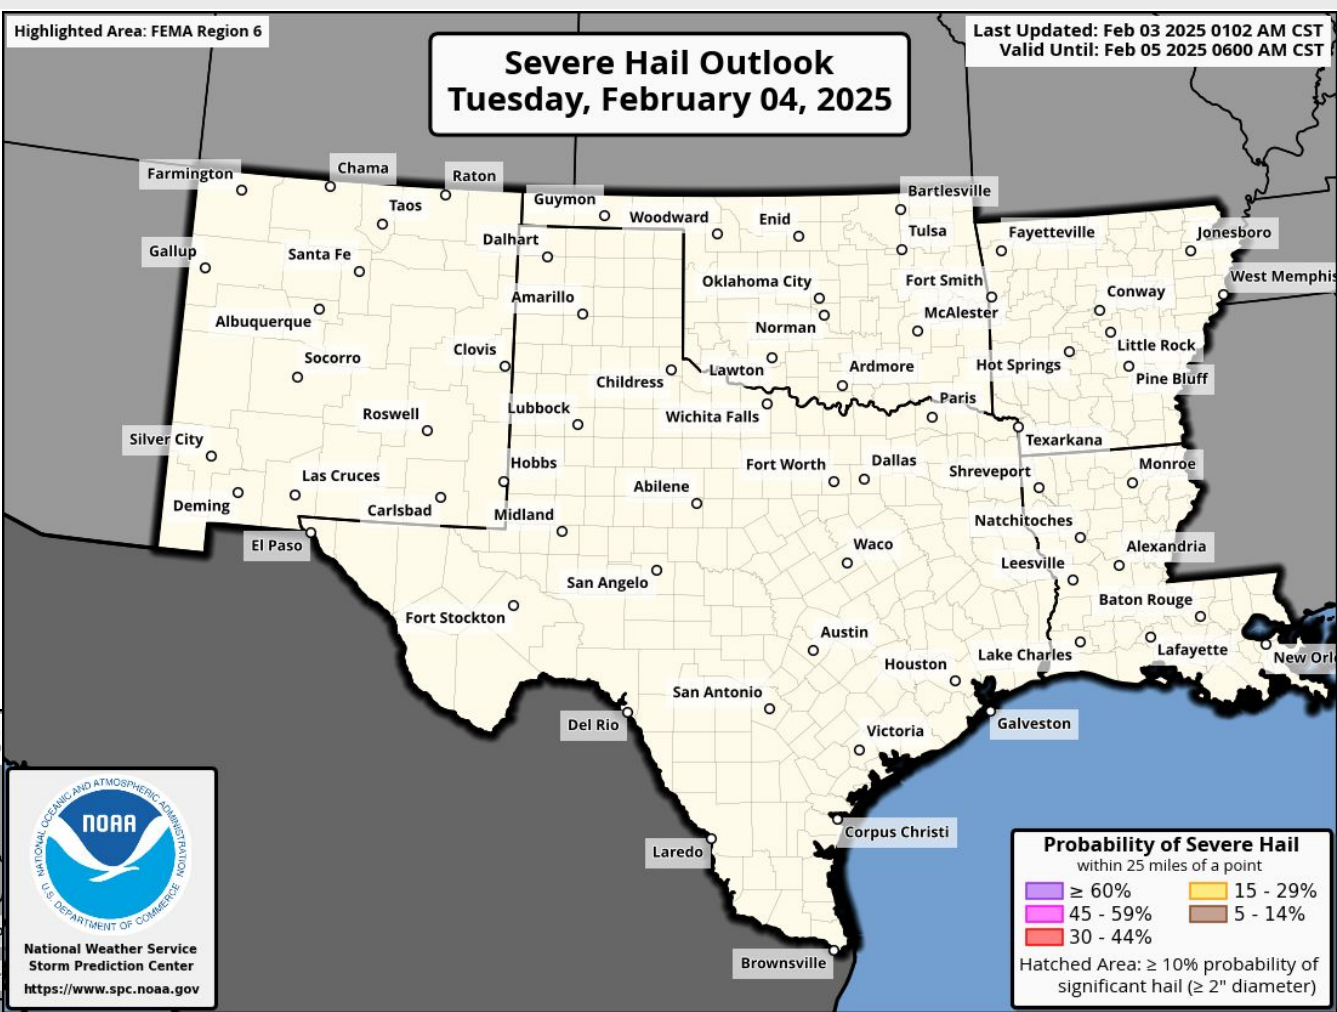 Highlighted Area: FEMA Region 6
Last Updated: Feb 03 2025 0102 AM CST
Valid Until: Feb 05 2025 0600 AM CST
Severe Hail Outlook
Tuesday, February 04, 2025
Farmington
Chama
Raton
Taos
Guymon
Woodward
Enid
Bartlesville
Tulsa
Fayetteville
Jonesboro
Gallup
Santa Fe
Dalhart
Oklahoma City
Fort Smith
West Memphis
Amarillo
Conway
Albuquerque
Norman
McAlester
Little Rock
Socorro
Clovis
Childress
Lawton
Ardmore
Hot Springs
Pine Bluff
Roswell
Lubbock
Wichita Falls
Paris
Silver City
Texarkana
Hobbs
Fort Worth
Dallas
Shreveport
Monroe
Las Cruces
Abilene
Deming
Carlsbad
Midland
Natchitoches
El Paso
Waco
Alexandria
San Angelo
Leesville
Fort Stockton
Baton Rouge
Austin
Lake Charles
Lafayette
New Orl
Houston
San Antonio
Del Rio
Victoria
Galveston
Corpus Christi
Laredo
Brownsville
NATIONAL OCEANIC AND ATMOSPHERIC ADMINISTRATION
NOAA
U.S. DEPARTMENT OF COMMERCE
National Weather Service
Storm Prediction Center
https://www.spc.noaa.gov
Probability of Severe Hail
within 25 miles of a point
≥ 60%
45 - 59%
30 - 44%
15 - 29%
5 - 14%
Hatched Area: ≥ 10% probability of
significant hail (≥ 2" diameter)